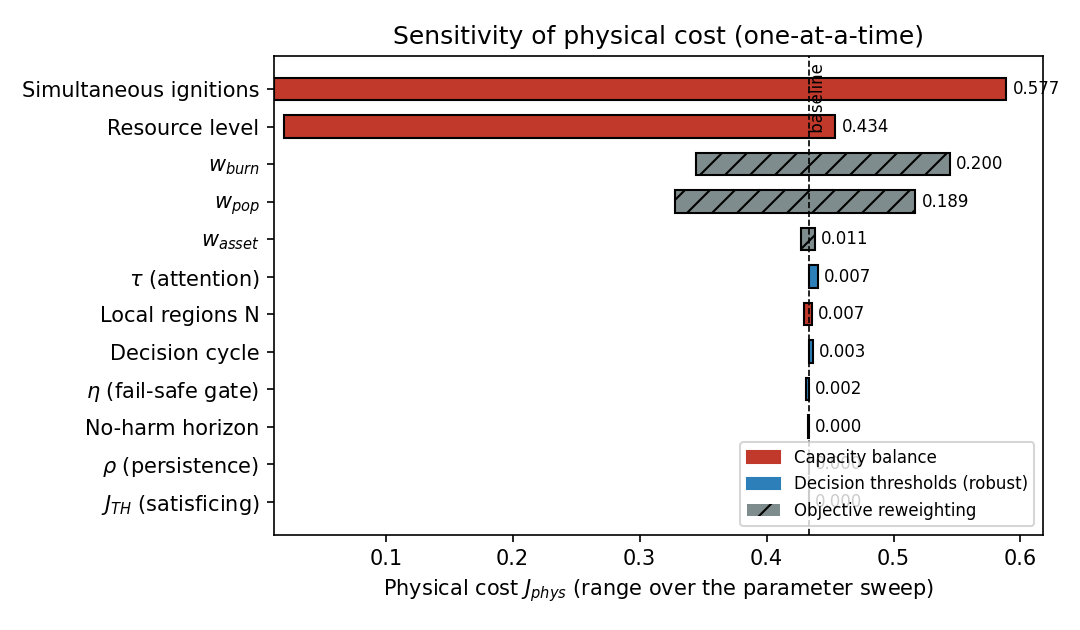 Sensitivity of physical cost (one-at-a-time)
baseline
Simultaneous ignitions 0.577
Resource level 0.434
w_burn 0.200
w_pop 0.189
w_asset 0.011
τ (attention) 0.007
Local regions N 0.007
Decision cycle 0.003
η (fail-safe gate) 0.002
No-harm horizon 0.000
ρ (persistence) 0.000
J_TH (satisficing) 0.000
Capacity balance
Decision thresholds (robust)
Objective reweighting
0.1 0.2 0.3 0.4 0.5 0.6
Physical cost J_phys (range over the parameter sweep)